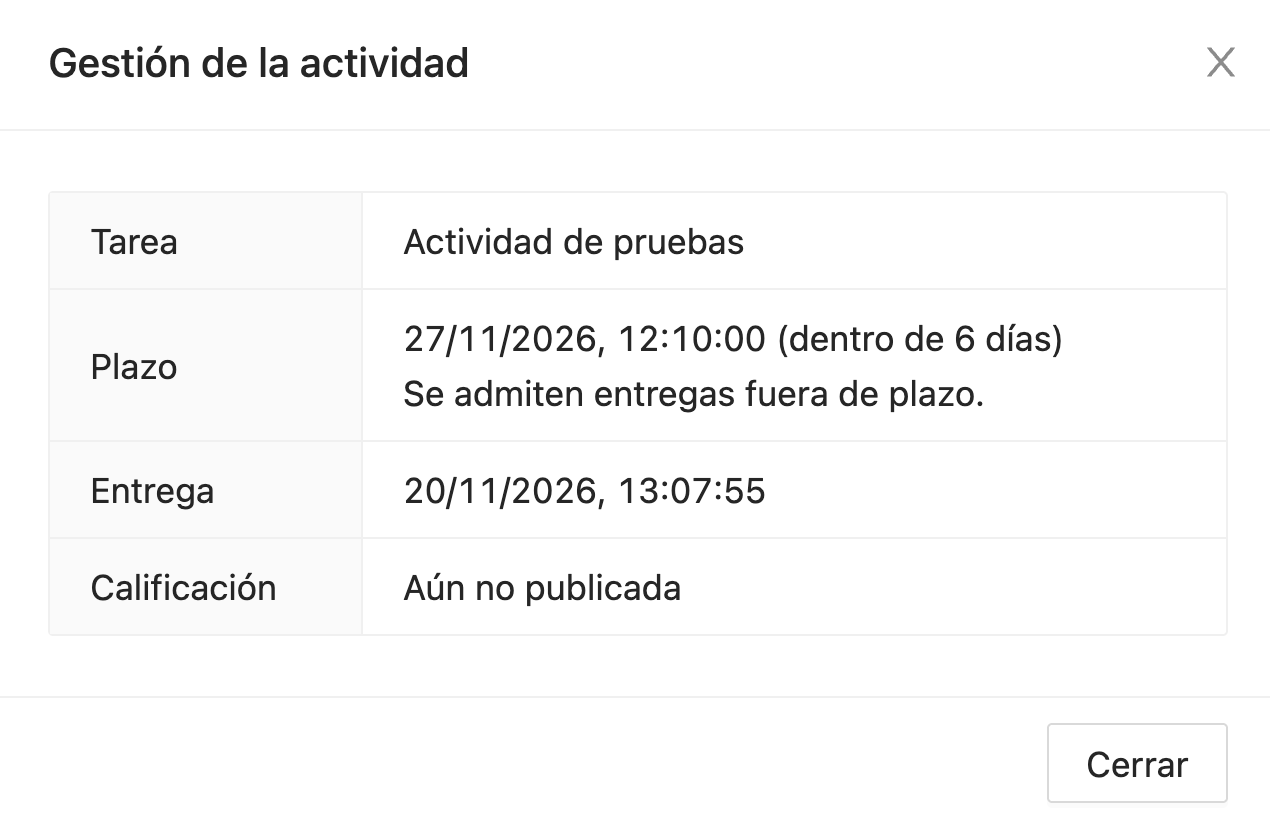 Gestión de la actividad
Tarea
Actividad de pruebas
Plazo
27/11/2026, 12:10:00 (dentro de 6 días)
Se admiten entregas fuera de plazo.
Entrega
20/11/2026, 13:07:55
Calificación
Aún no publicada
Cerrar